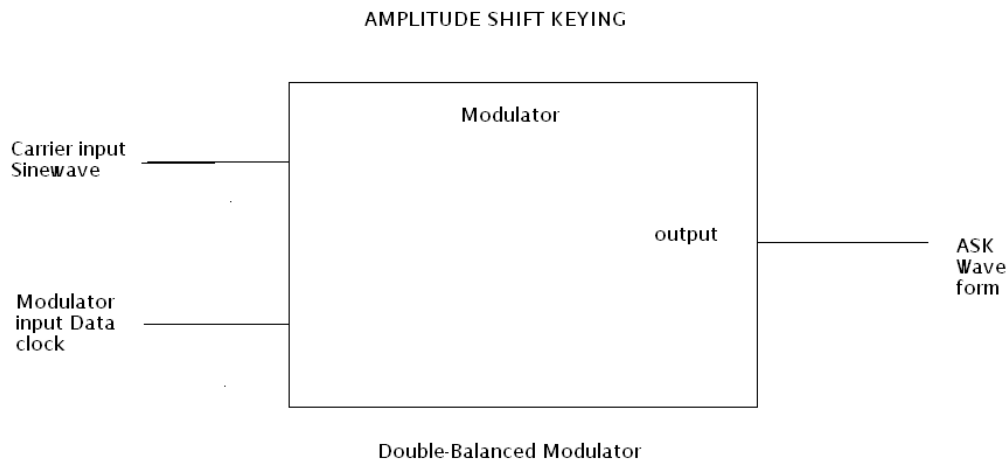 AMPLITUDE SHIFT KEYING
Modulator
Carrier input
Sinewave
output
ASK
Wave
form
Modulator
input Data
clock
Double-Balanced Modulator